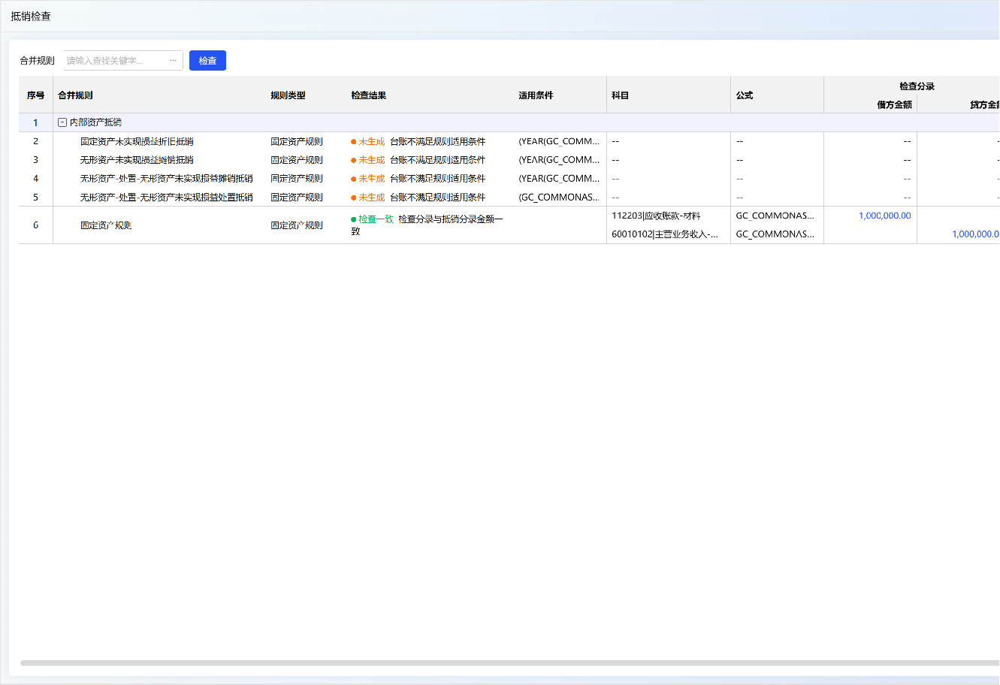 抵销检查
合并规则 请输入查找关键字... ... 检查
序号 合并规则 规则类型 检查结果 适用条件 科目 公式 检查分录
借方金额 贷方金
1 内部资产抵销
2 固定资产未实现损益折旧抵销 固定资产规则 未生成 台账不满足规则适用条件 (YEAR(GC_COMM... -- -- --
3 无形资产未实现损益摊销抵销 固定资产规则 未生成 台账不满足规则适用条件 (YEAR(GC_COMM... -- -- --
4 无形资产-处置-无形资产未实现损益摊销抵销 固定资产规则 未生成 台账不满足规则适用条件 (YEAR(GC_COMM... -- -- --
5 无形资产-处置-无形资产未实现损益处置抵销 固定资产规则 未生成 台账不满足规则适用条件 (GC_COMMONAS... -- -- --
6 固定资产规则 固定资产规则 检查一致 检查分录与抵销分录金额一
致
112203|应收账款-材料 GC_COMMONAS... 1,000,000.00
60010102|主营业务收入-... GC_COMMONAS... 1,000,000.0